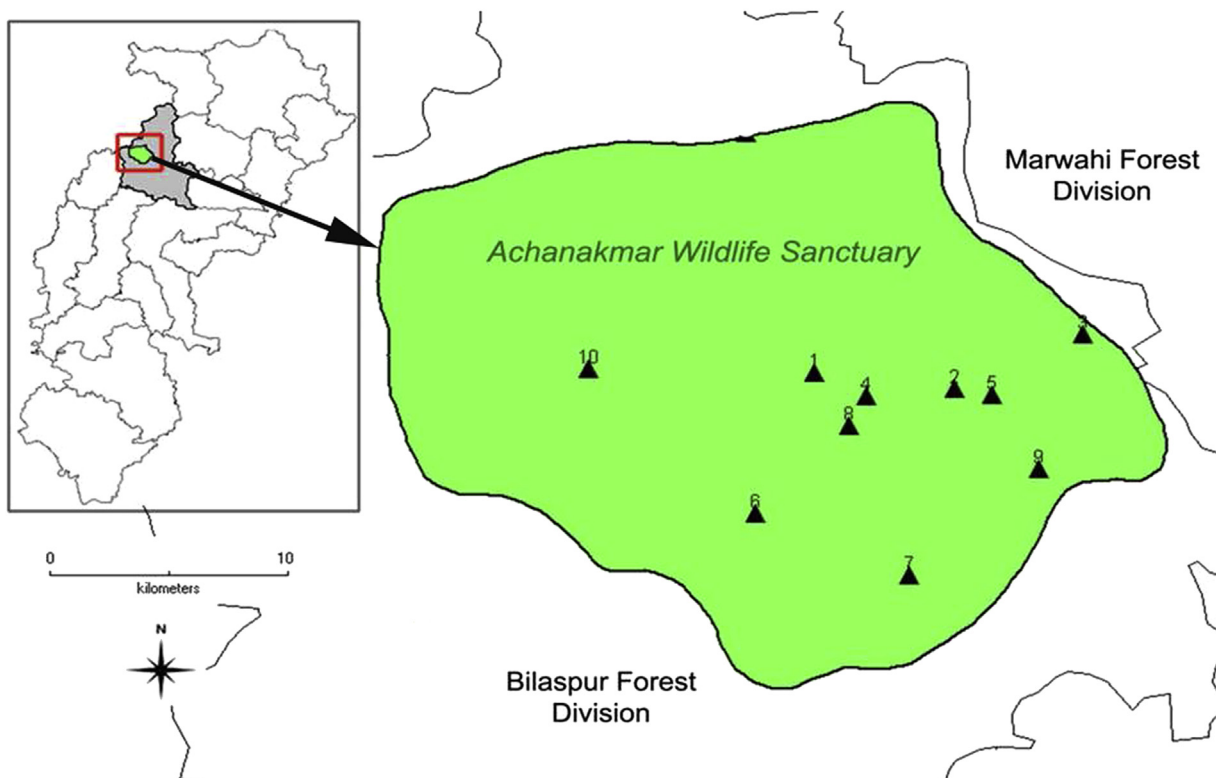 Marwahi Forest
Division
Achanakmar Wildlife Sanctuary
3
10
1
2
5
4
8
9
6
7
0 10
kilometers
N
Bilaspur Forest
Division